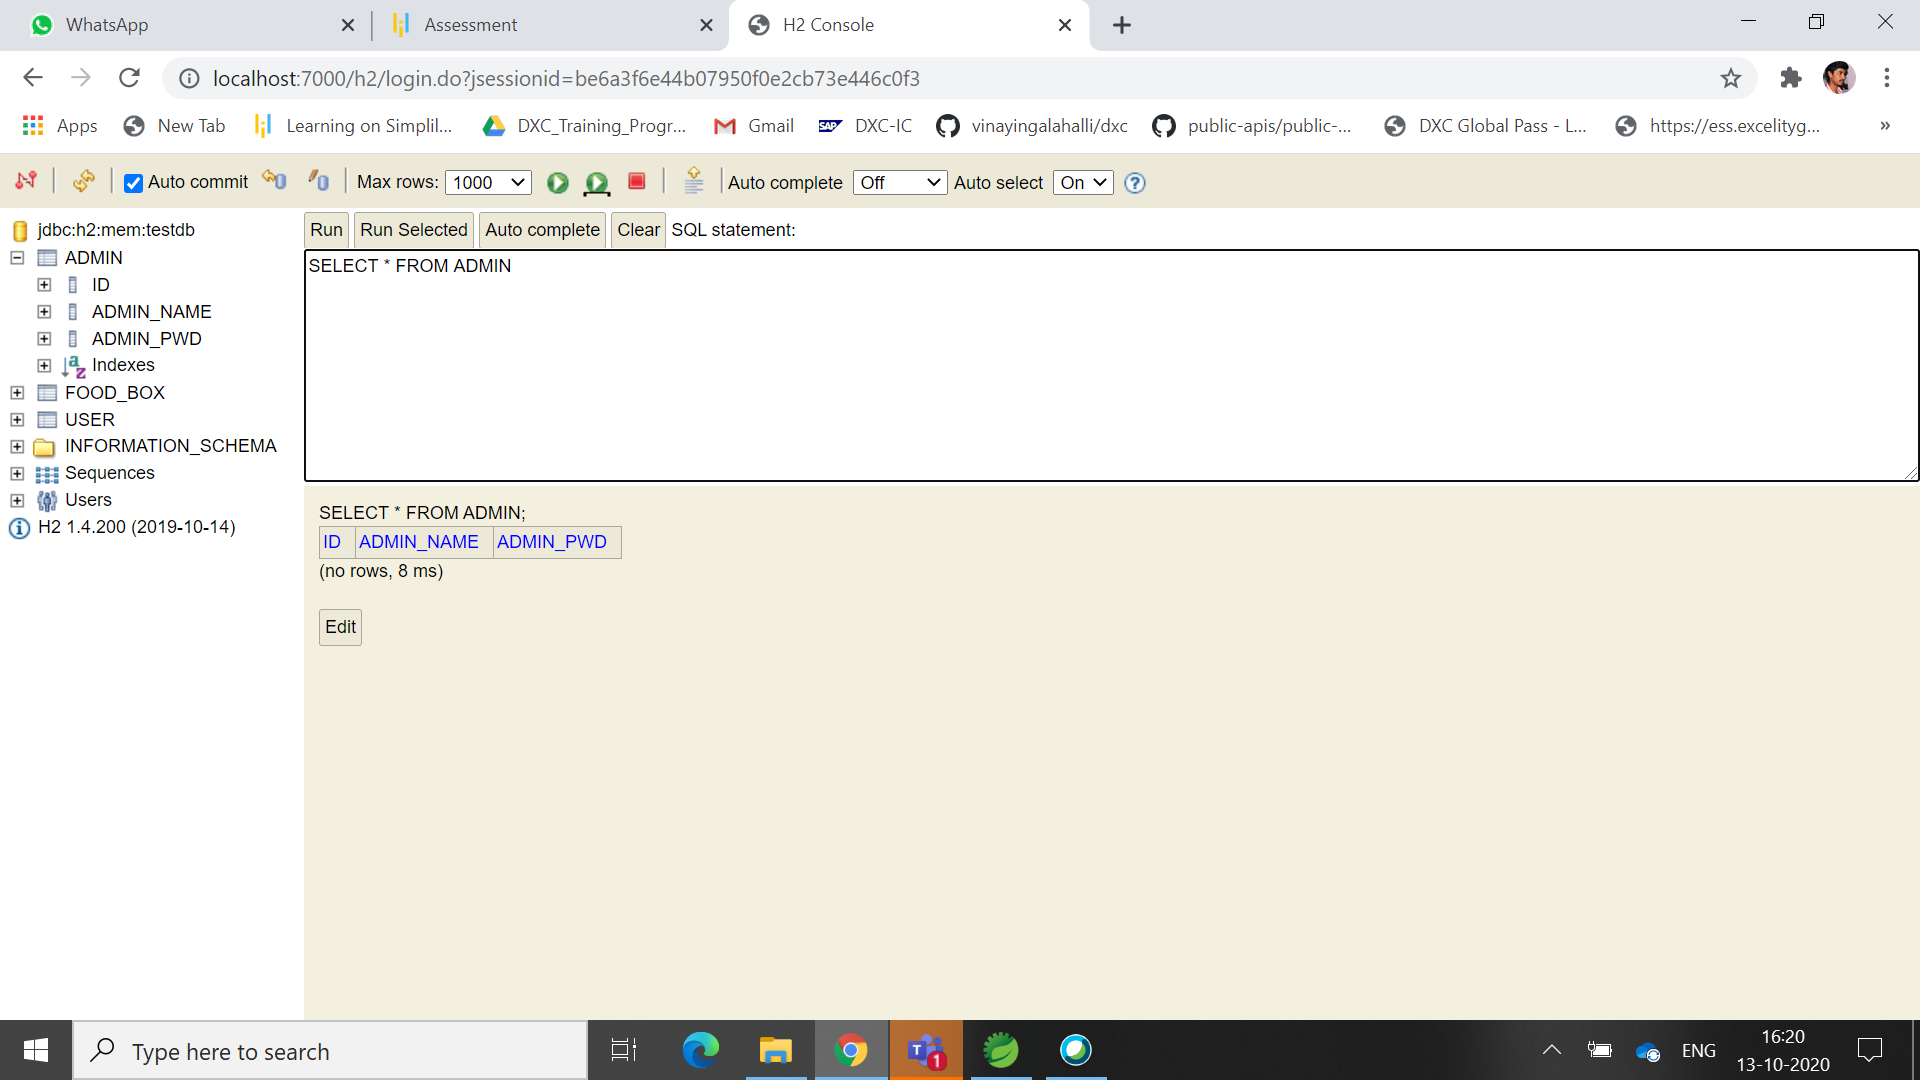 WhatsApp
Assessment
H2 Console
localhost:7000/h2/login.do?jsessionid=be6a3f6e44b07950f0e2cb73e446c0f3
Apps
New Tab
Learning on Simplil...
DXC_Training_Progr...
Gmail
SAP
DXC-IC
vinayingalahalli/dxc
public-apis/public-...
DXC Global Pass - L...
https://ess.excelityg...
»
Auto commit
Max rows: 1000
Auto complete Off
Auto select On
?
jdbc:h2:mem:testdb
ADMIN
ID
ADMIN_NAME
ADMIN_PWD
Indexes
FOOD_BOX
USER
INFORMATION_SCHEMA
Sequences
Users
H2 1.4.200 (2019-10-14)
Run Run Selected Auto complete Clear SQL statement:
SELECT * FROM ADMIN
SELECT * FROM ADMIN;
ID ADMIN_NAME ADMIN_PWD
(no rows, 8 ms)
Edit
Type here to search
1
ENG
16:20
13-10-2020